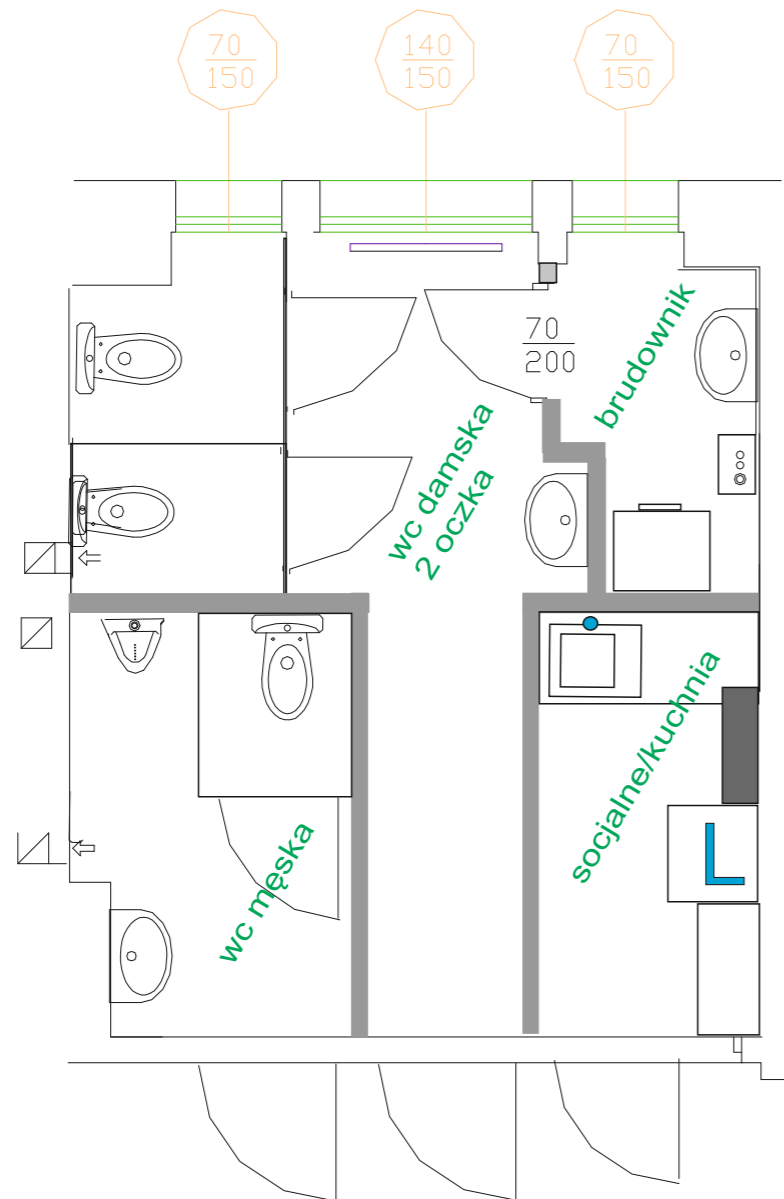 70
150
140
150
70
150
70
200
brudownik
wc damska
2 oczka
socjalne/kuchnia
L
wc męska